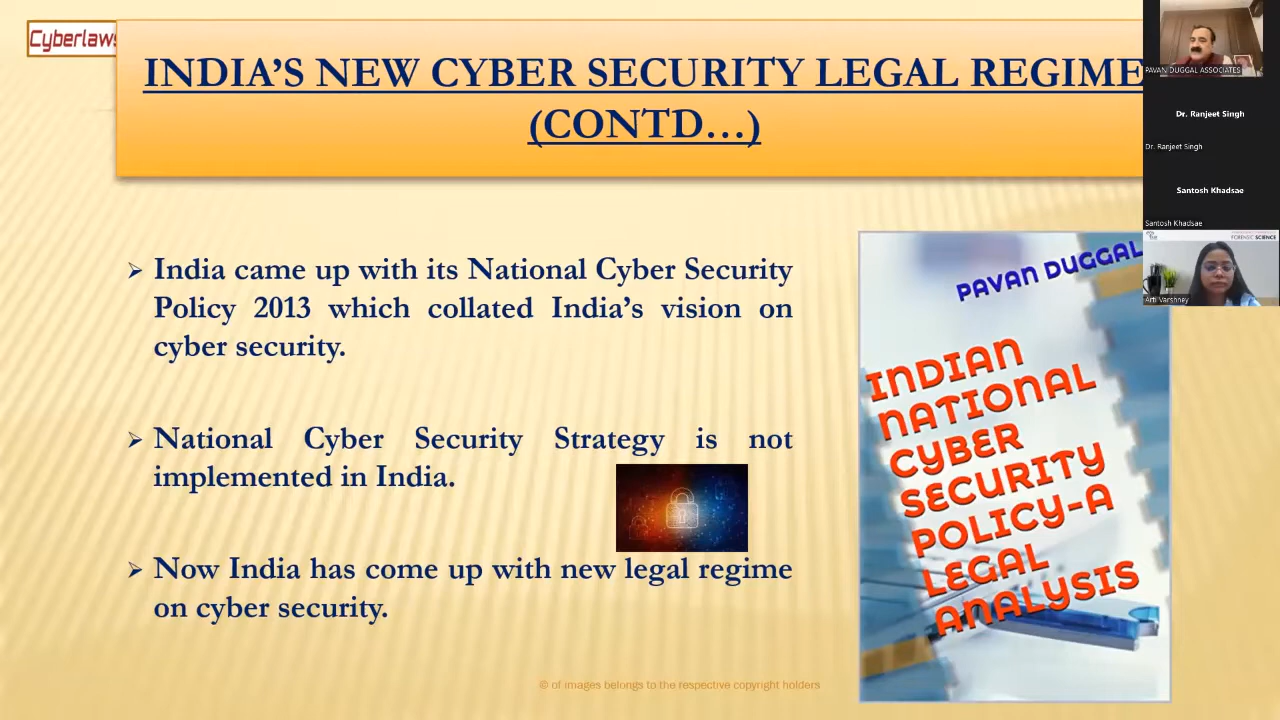 Cyberlaws
INDIA’S NEW CYBER SECURITY LEGAL REGIME
(CONTD…)
➢ India came up with its National Cyber Security
Policy 2013 which collated India’s vision on
cyber security.
➢ National Cyber Security Strategy is not
implemented in India.
➢ Now India has come up with new legal regime
on cyber security.
PAVAN DUGGAL
INDIAN
NATIONAL
CYBER
SECURITY
POLICY-A
LEGAL
ANALYSIS
© of images belongs to the respective copyright holders
PAVAN DUGGAL ASSOCIATES
Dr. Ranjeet Singh
Dr. Ranjeet Singh
Santosh Khadsae
Santosh Khadsae
FORENSIC SCIENCE
Arti Varshney